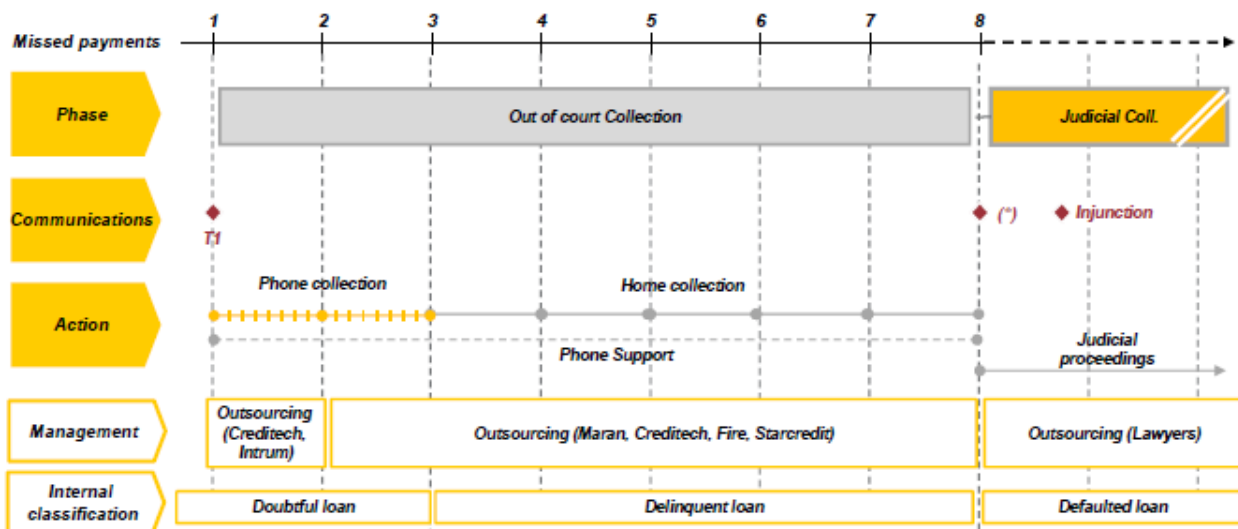 1 2 3 4 5 6 7 8
Missed payments
Phase
Out of court Collection
Judicial Coll.
Communications
T1
(*)
Injunction
Action
Phone collection
Home collection
Phone Support
Judicial
proceedings
Management
Outsourcing
(Creditech,
Intrum)
Outsourcing (Maran, Creditech, Fire, Starcredit)
Outsourcing (Lawyers)
Internal
classification
Doubtful loan
Delinquent loan
Defaulted loan